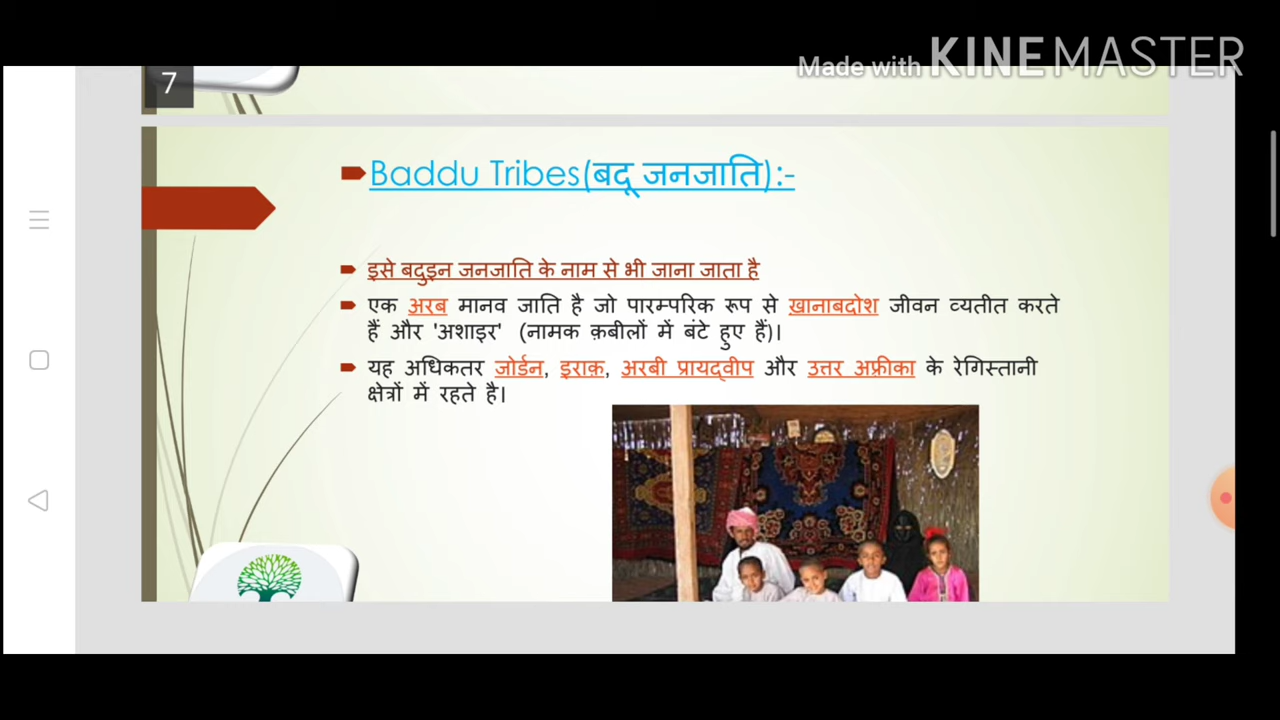 Made with KINEMASTER
7
Baddu Tribes(बदू जनजाति):-
इसे बदुइन जनजाति के नाम से भी जाना जाता है
एक अरब मानव जाति है जो पारम्परिक रूप से ख़ानाबदोश जीवन व्यतीत करते
हैं और 'अशाइर' (नामक क़बीलों में बंटे हुए हैं)।
यह अधिकतर जोर्डन, इराक़, अरबी प्रायद्वीप और उत्तर अफ़्रीका के रेगिस्तानी
क्षेत्रों में रहते है।